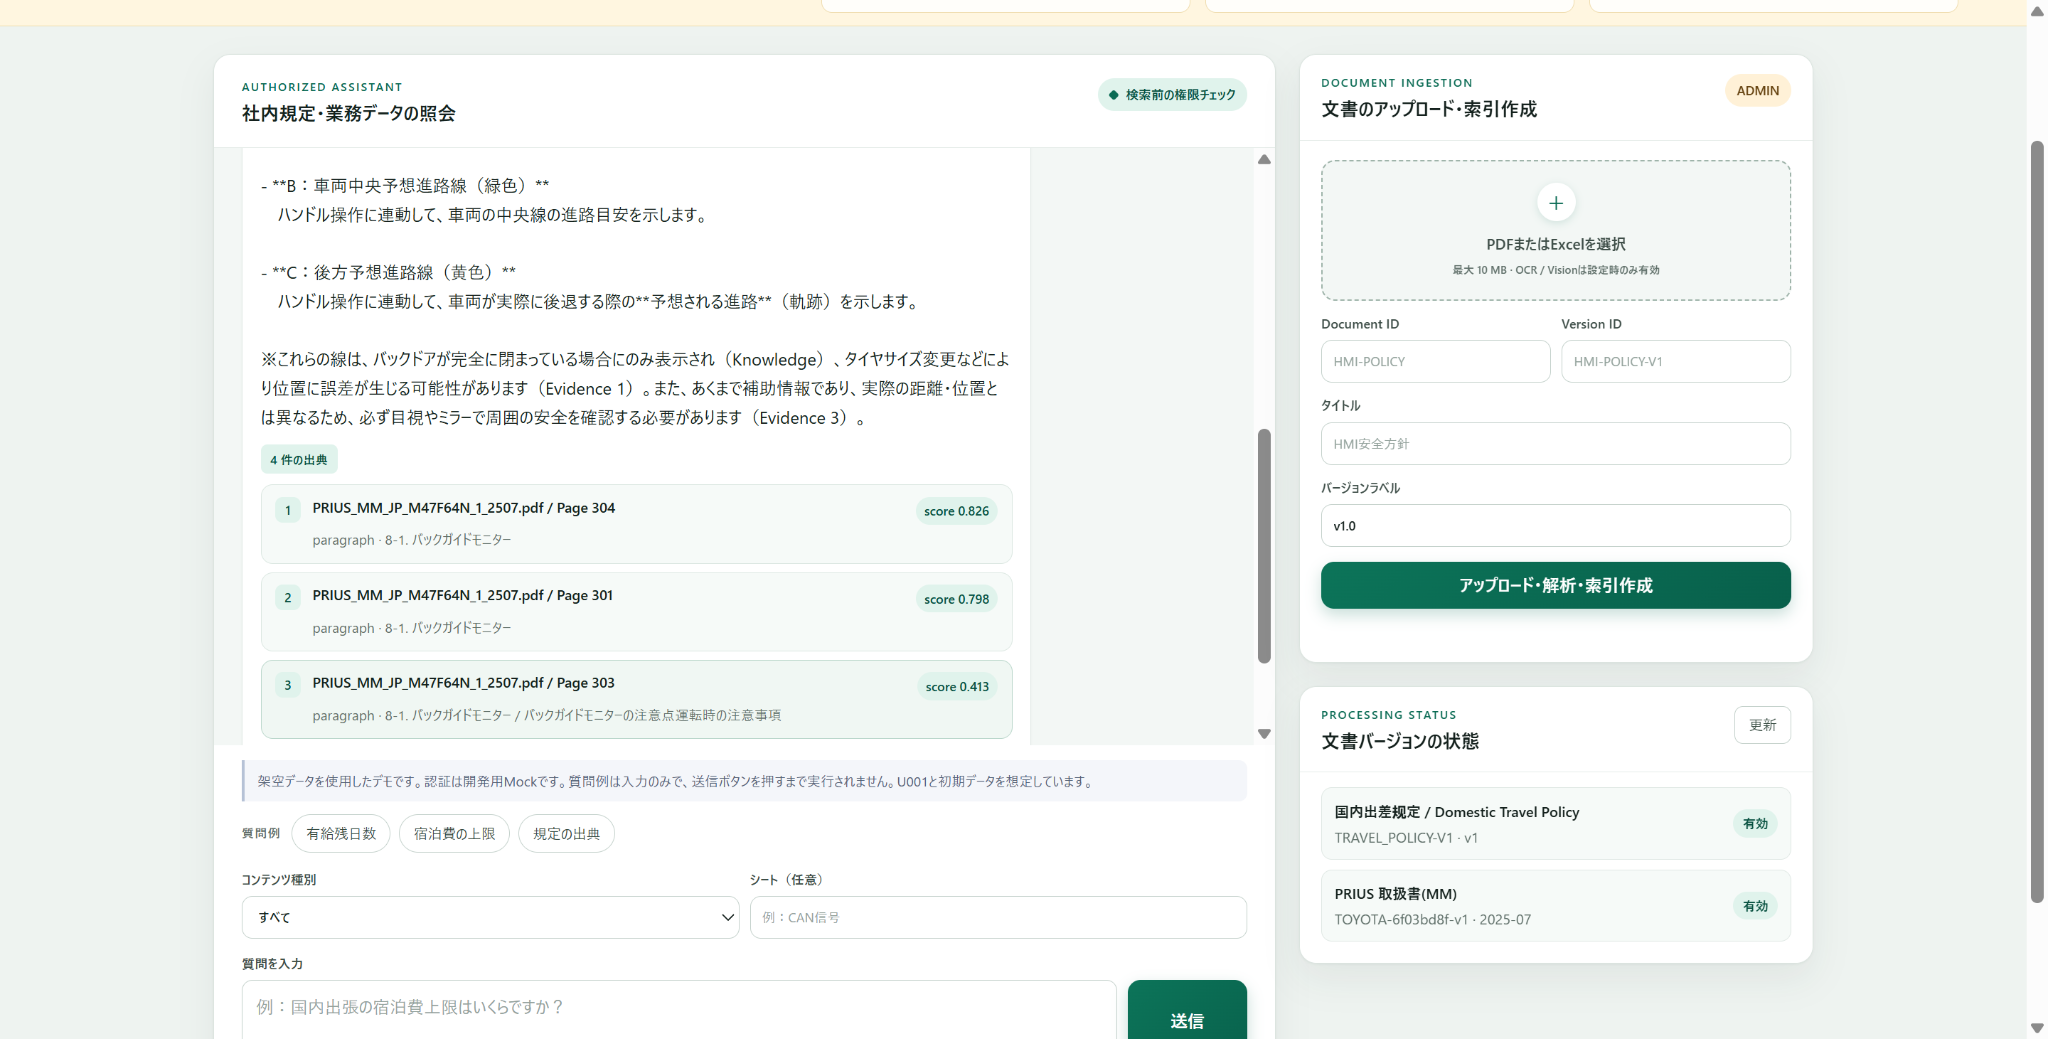 AUTHORIZED ASSISTANT
社内規定・業務データの照会
◆ 検索前の権限チェック
- **B：車両中央予想進路線（緑色）**
ハンドル操作に連動して、車両の中央線の進路目安を示します。
- **C：後方予想進路線（黄色）**
ハンドル操作に連動して、車両が実際に後退する際の**予想される進路**（軌跡）を示します。
※これらの線は、バックドアが完全に閉まっている場合にのみ表示され（Knowledge）、タイヤサイズ変更などによ
り位置に誤差が生じる可能性があります（Evidence 1）。また、あくまで補助情報であり、実際の距離・位置と
は異なるため、必ず目視やミラーで周囲の安全を確認する必要があります（Evidence 3）。
4 件の出典
1
PRIUS_MM_JP_M47F64N_1_2507.pdf / Page 304
score 0.826
paragraph · 8-1. バックガイドモニター
2
PRIUS_MM_JP_M47F64N_1_2507.pdf / Page 301
score 0.798
paragraph · 8-1. バックガイドモニター
3
PRIUS_MM_JP_M47F64N_1_2507.pdf / Page 303
score 0.413
paragraph · 8-1. バックガイドモニター / バックガイドモニターの注意点運転時の注意事項
架空データを使用したデモです。認証は開発用Mockです。質問例は入力のみで、送信ボタンを押すまで実行されません。U001と初期データを想定しています。
質問例
有給残日数
宿泊費の上限
規定の出典
コンテンツ種別
シート（任意）
すべて
例：CAN信号
質問を入力
例：国内出張の宿泊費上限はいくらですか？
送信
DOCUMENT INGESTION
文書のアップロード・索引作成
ADMIN
+
PDFまたはExcelを選択
最大 10 MB · OCR / Visionは設定時のみ有効
Document ID
Version ID
HMI-POLICY
HMI-POLICY-V1
タイトル
HMI安全方針
バージョンラベル
v1.0
アップロード・解析・索引作成
PROCESSING STATUS
文書バージョンの状態
更新
国内出差规定 / Domestic Travel Policy
TRAVEL_POLICY-V1 · v1
有効
PRIUS 取扱書(MM)
TOYOTA-6f03bd8f-v1 · 2025-07
有効